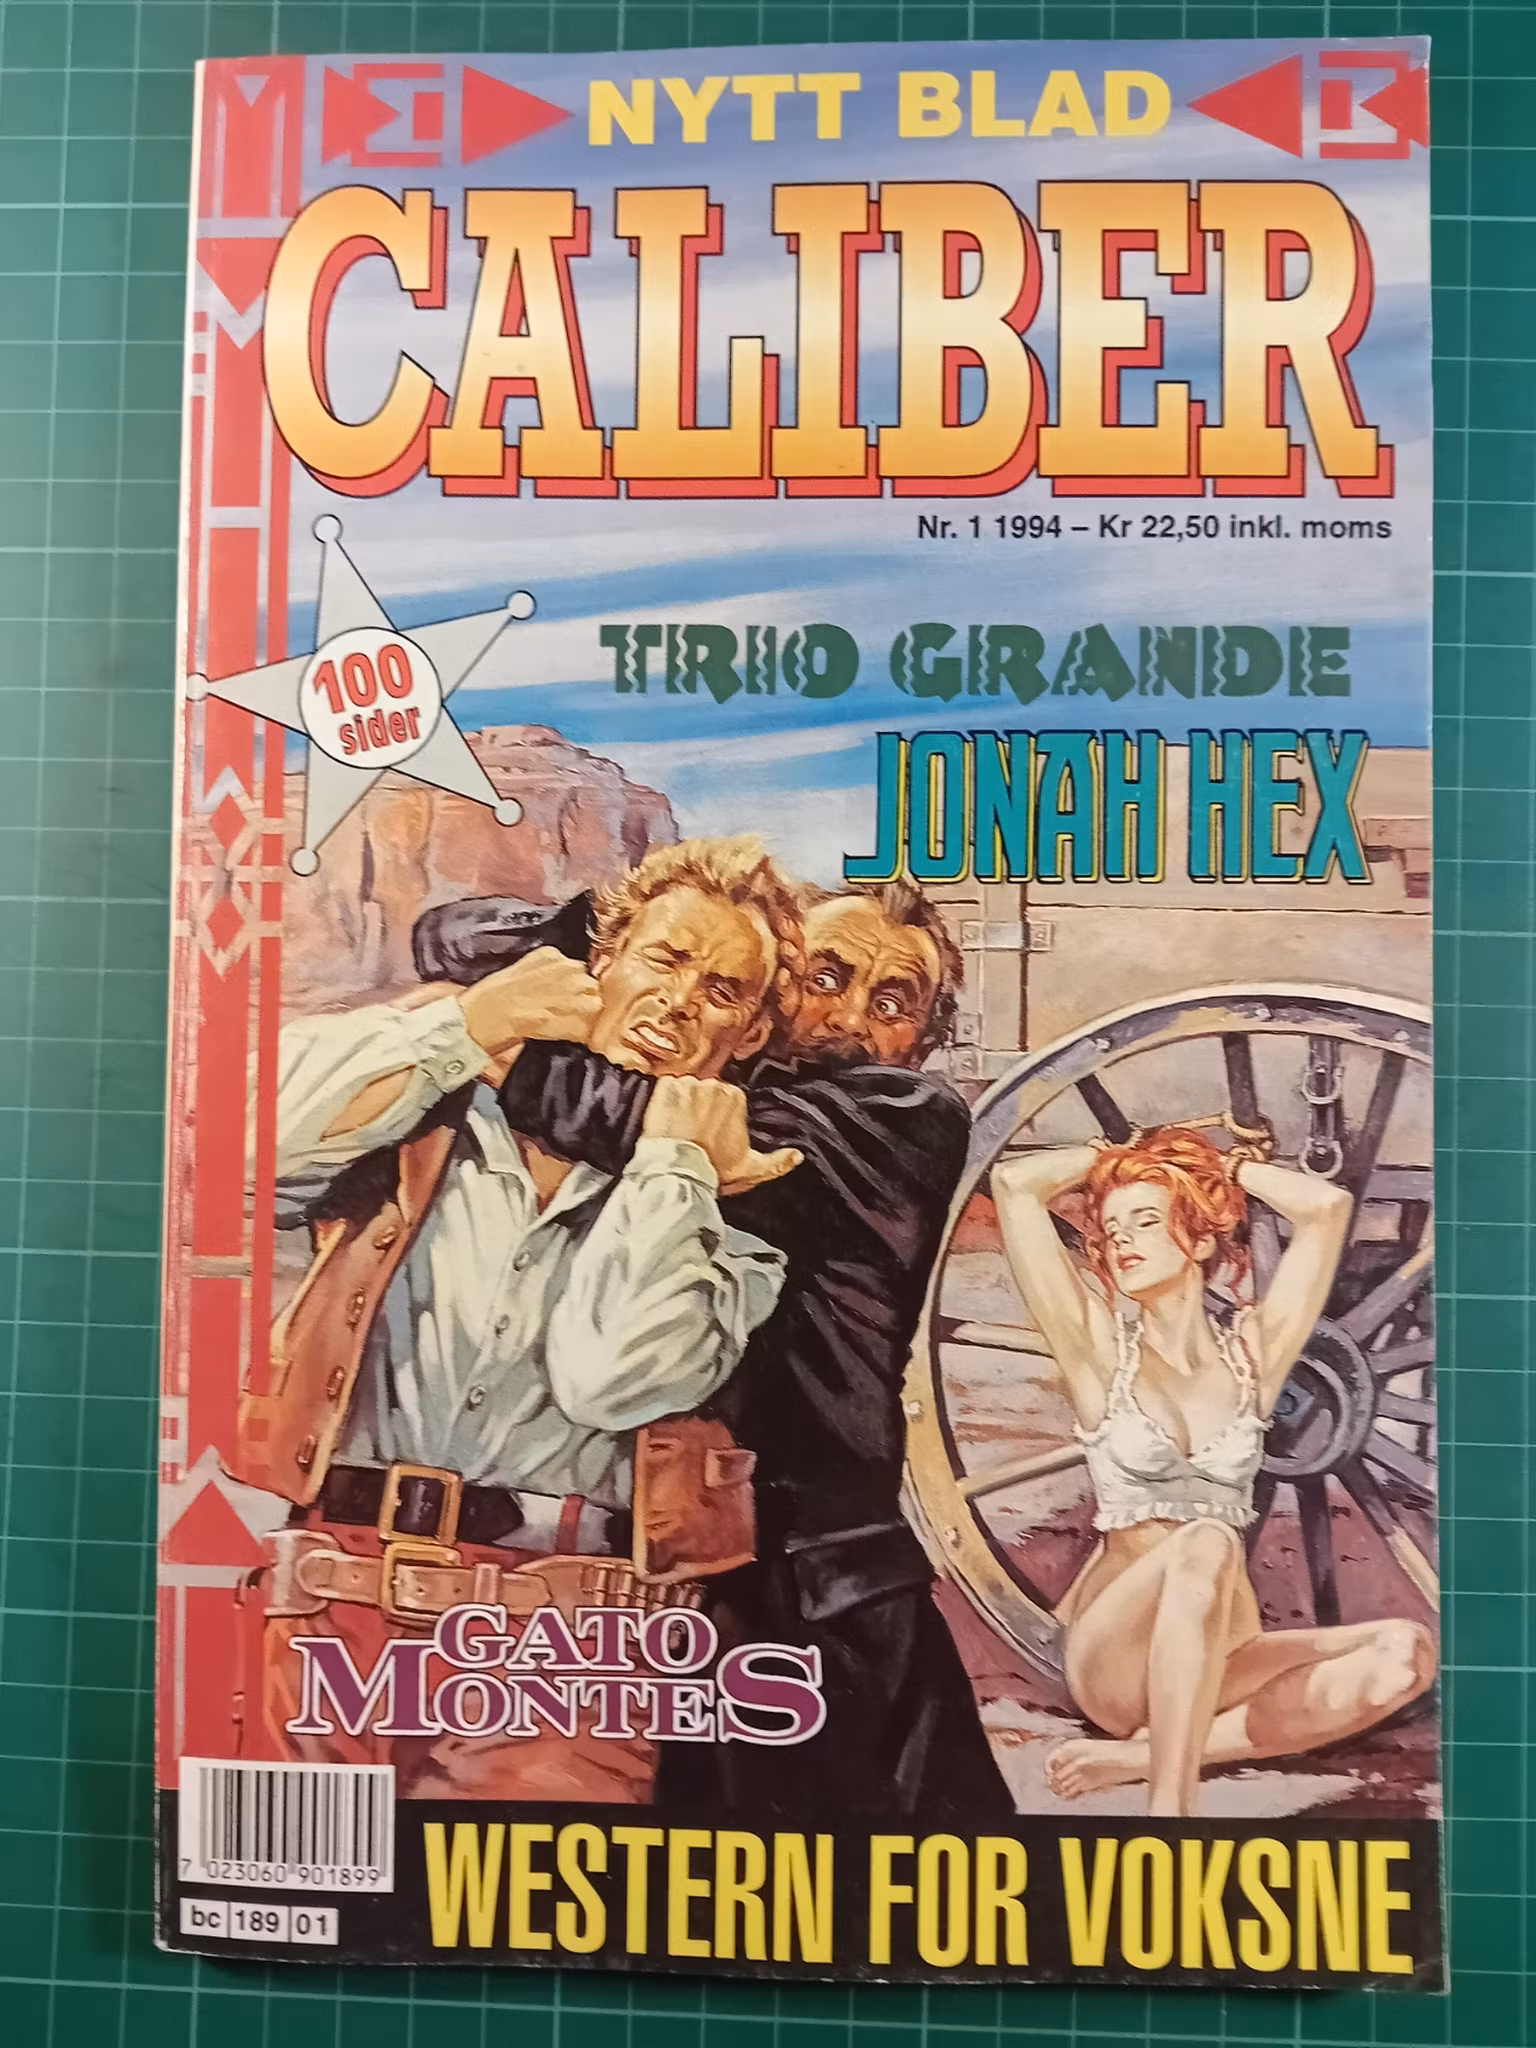 NYTT BLAD
CALIBER
Nr. 1 1994 – Kr 22,50 inkl. moms
100
sider
TRIO GRANDE
JONAH HEX
GATO
MONTES
7 023060 901899
bc 189 01
WESTERN FOR VOKSNE